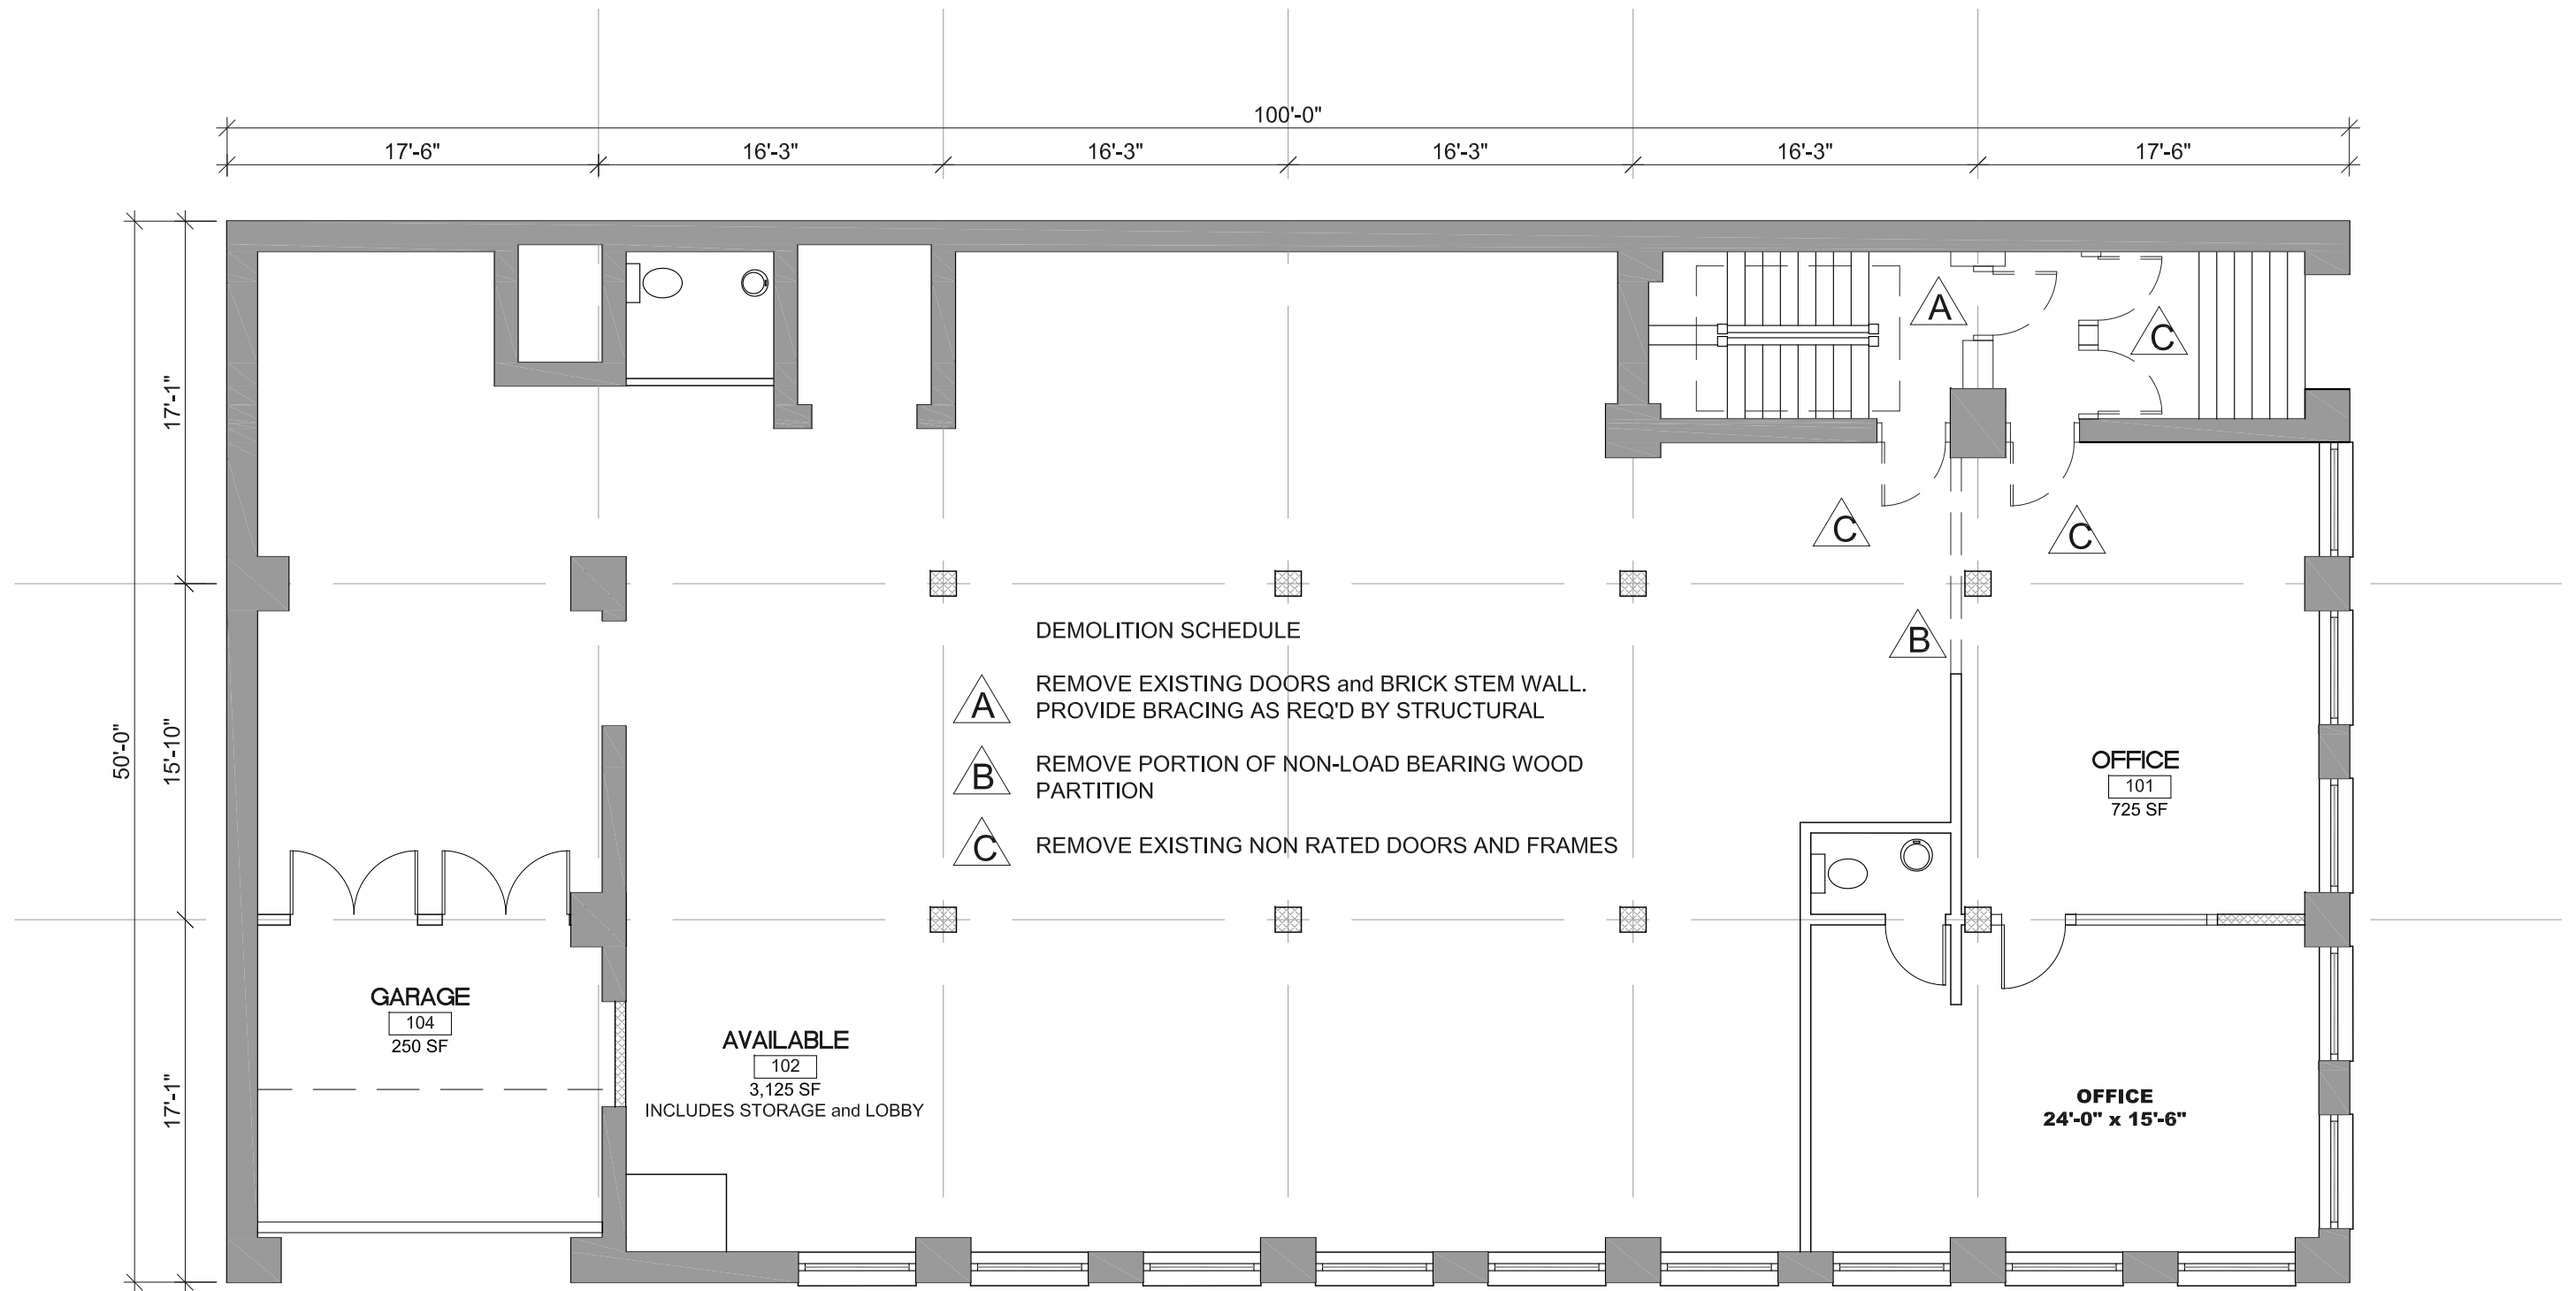 100'-0"
17'-6"
16'-3"
16'-3"
16'-3"
16'-3"
17'-6"
50'-0"
17'-1"
15'-10"
17'-1"
A
C
C
C
B
DEMOLITION SCHEDULE
A
REMOVE EXISTING DOORS and BRICK STEM WALL.
PROVIDE BRACING AS REQ'D BY STRUCTURAL
B
REMOVE PORTION OF NON-LOAD BEARING WOOD
PARTITION
C
REMOVE EXISTING NON RATED DOORS AND FRAMES
OFFICE
101
725 SF
GARAGE
104
250 SF
AVAILABLE
102
3,125 SF
INCLUDES STORAGE and LOBBY
OFFICE
24'-0" x 15'-6"